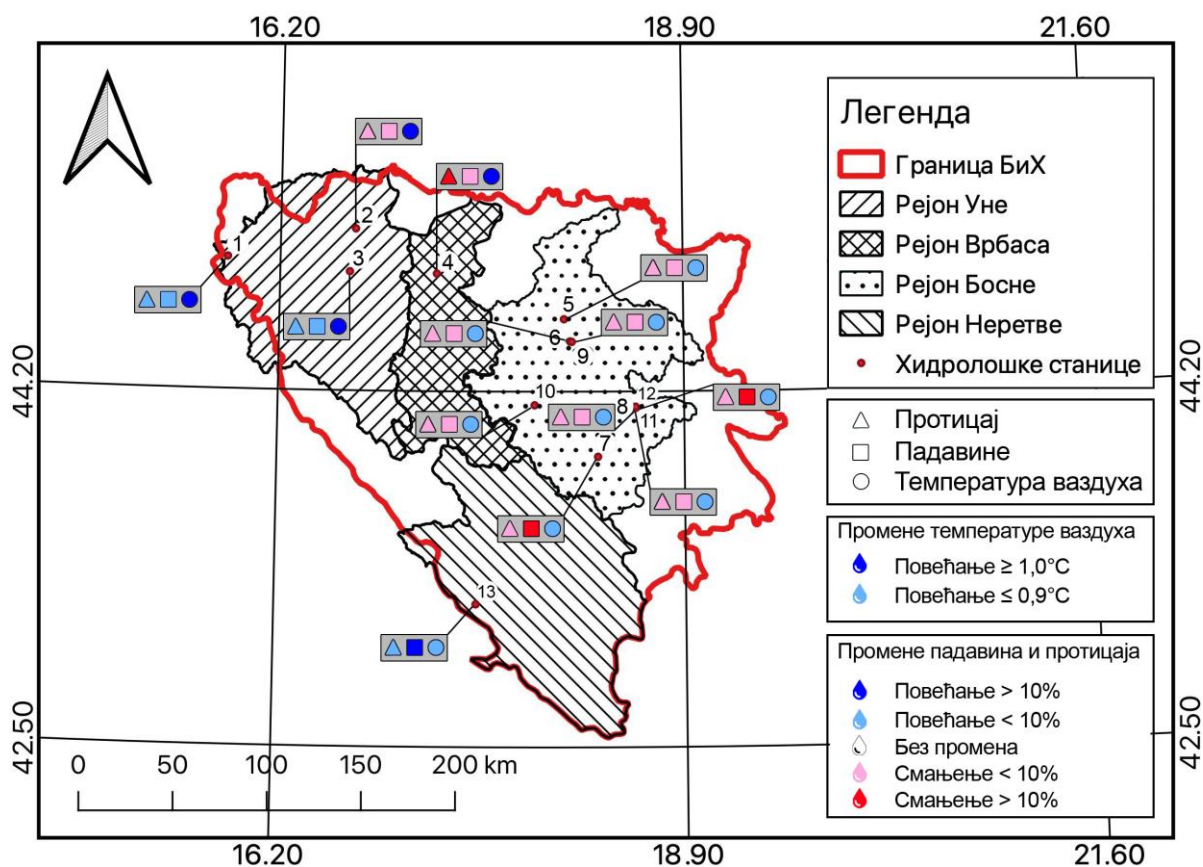 16.20
18.90
21.60
Легенда
Граница БиХ
Рејон Уне
Рејон Врбаса
Рејон Босне
Рејон Неретве
Хидролошке станице
Протицај
Падавине
Температура ваздуха
Промене температуре ваздуха
Повећање ≥ 1,0°C
Повећање ≤ 0,9°C
Промене падавина и протицаја
Повећање > 10%
Повећање < 10%
Без промена
Смањење < 10%
Смањење > 10%
1
2
3
4
5
6
9
10
12
8
11
7
13
44.20
44.20
42.50
42.50
0 50 100 150 200 km
16.20
18.90
21.60